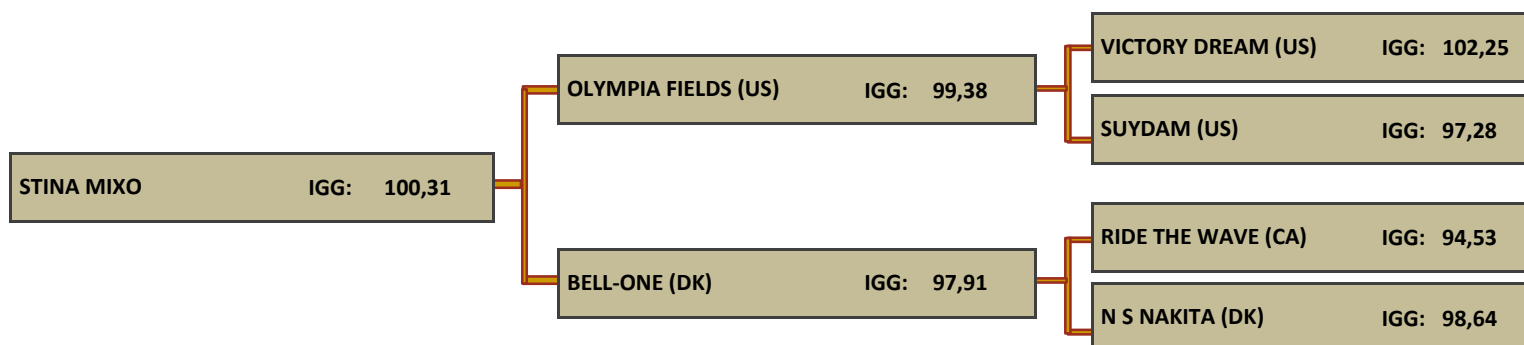 VICTORY DREAM (US) IGG: 102,25
OLYMPIA FIELDS (US) IGG: 99,38
SUYDAM (US) IGG: 97,28
STINA MIXO IGG: 100,31
RIDE THE WAVE (CA) IGG: 94,53
BELL-ONE (DK) IGG: 97,91
N S NAKITA (DK) IGG: 98,64